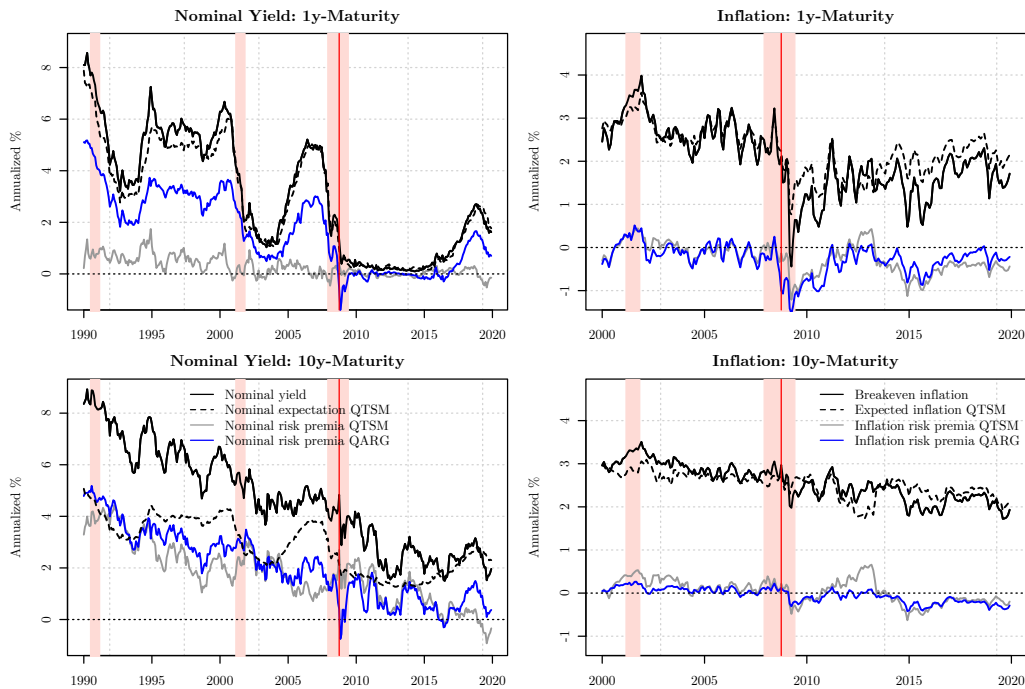 Nominal Yield: 1y-Maturity
Annualized %
8
6
4
2
0
1990 1995 2000 2005 2010 2015 2020
Inflation: 1y-Maturity
Annualized %
4
3
2
1
0
-1
2000 2005 2010 2015 2020
Nominal Yield: 10y-Maturity
Annualized %
8
6
4
2
0
Nominal yield
Nominal expectation QTSM
Nominal risk premia QTSM
Nominal risk premia QARG
1990 1995 2000 2005 2010 2015 2020
Inflation: 10y-Maturity
Annualized %
4
3
2
1
0
-1
Breakeven inflation
Expected inflation QTSM
Inflation risk premia QTSM
Inflation risk premia QARG
2000 2005 2010 2015 2020